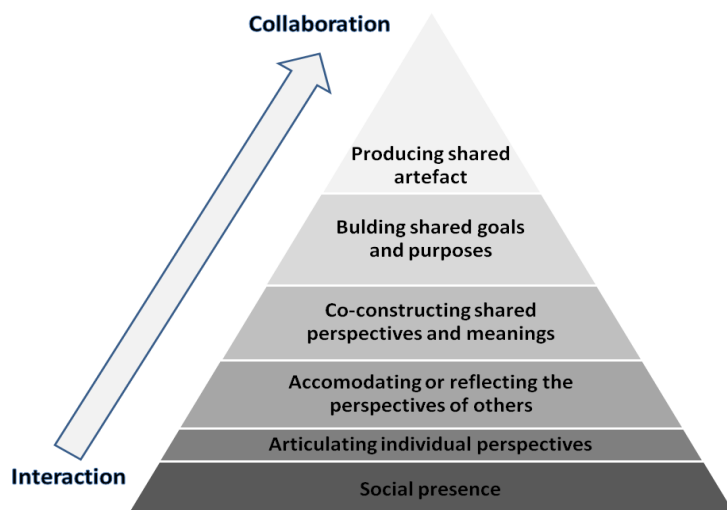 Collaboration
Producing shared
artefact
Bulding shared goals
and purposes
Co-constructing shared
perspectives and meanings
Accomodating or reflecting the
perspectives of others
Articulating individual perspectives
Interaction
Social presence